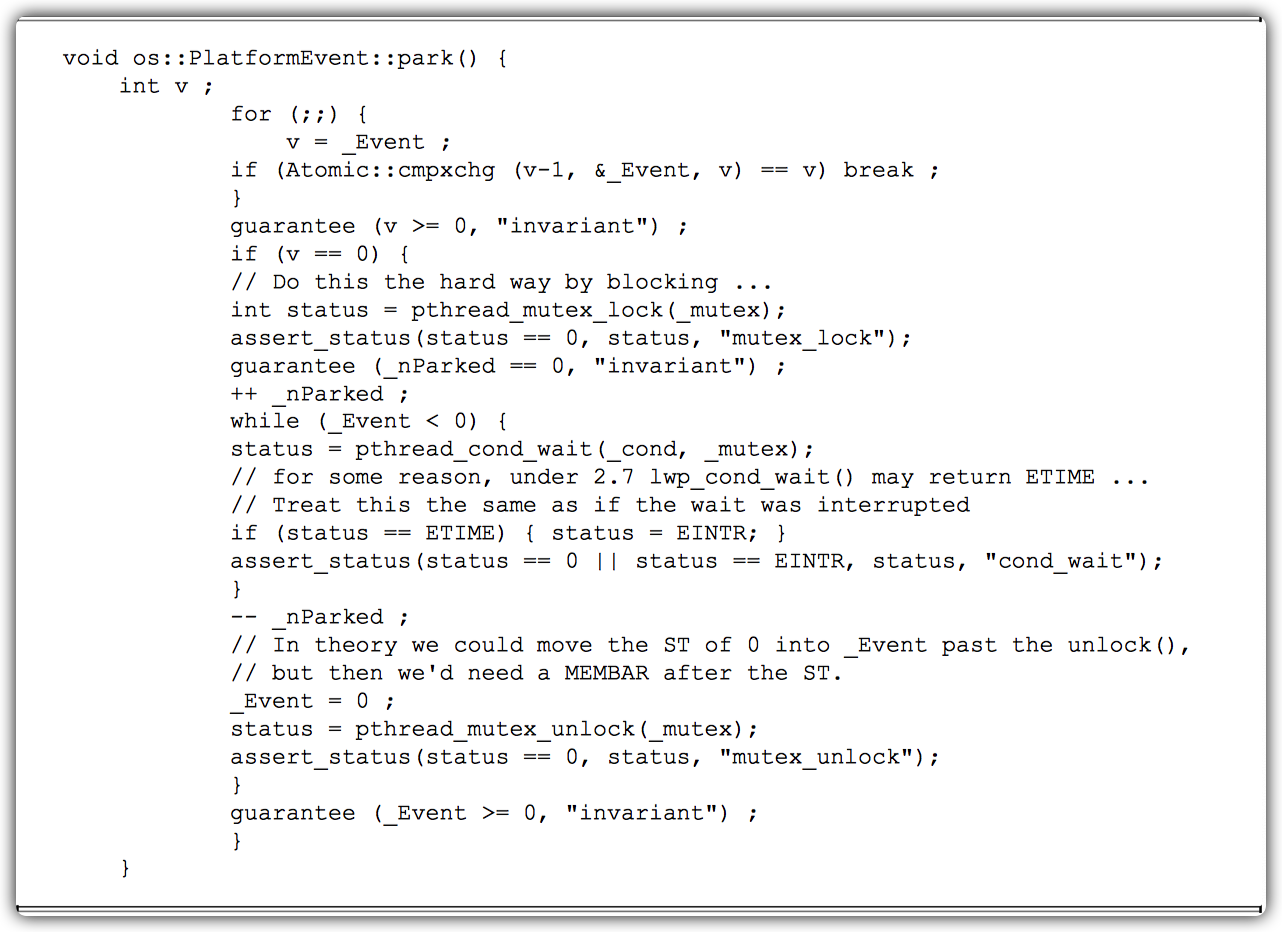 void os::PlatformEvent::park() {
    int v ;
            for (;;) {
                v = _Event ;
            if (Atomic::cmpxchg (v-1, &_Event, v) == v) break ;
            }
            guarantee (v >= 0, "invariant") ;
            if (v == 0) {
            // Do this the hard way by blocking ...
            int status = pthread_mutex_lock(_mutex);
            assert_status(status == 0, status, "mutex_lock");
            guarantee (_nParked == 0, "invariant") ;
            ++ _nParked ;
            while (_Event < 0) {
            status = pthread_cond_wait(_cond, _mutex);
            // for some reason, under 2.7 lwp_cond_wait() may return ETIME ...
            // Treat this the same as if the wait was interrupted
            if (status == ETIME) { status = EINTR; }
            assert_status(status == 0 || status == EINTR, status, "cond_wait");
            }
            -- _nParked ;
            // In theory we could move the ST of 0 into _Event past the unlock(),
            // but then we'd need a MEMBAR after the ST.
            _Event = 0 ;
            status = pthread_mutex_unlock(_mutex);
            assert_status(status == 0, status, "mutex_unlock");
            }
            guarantee (_Event >= 0, "invariant") ;
            }
    }